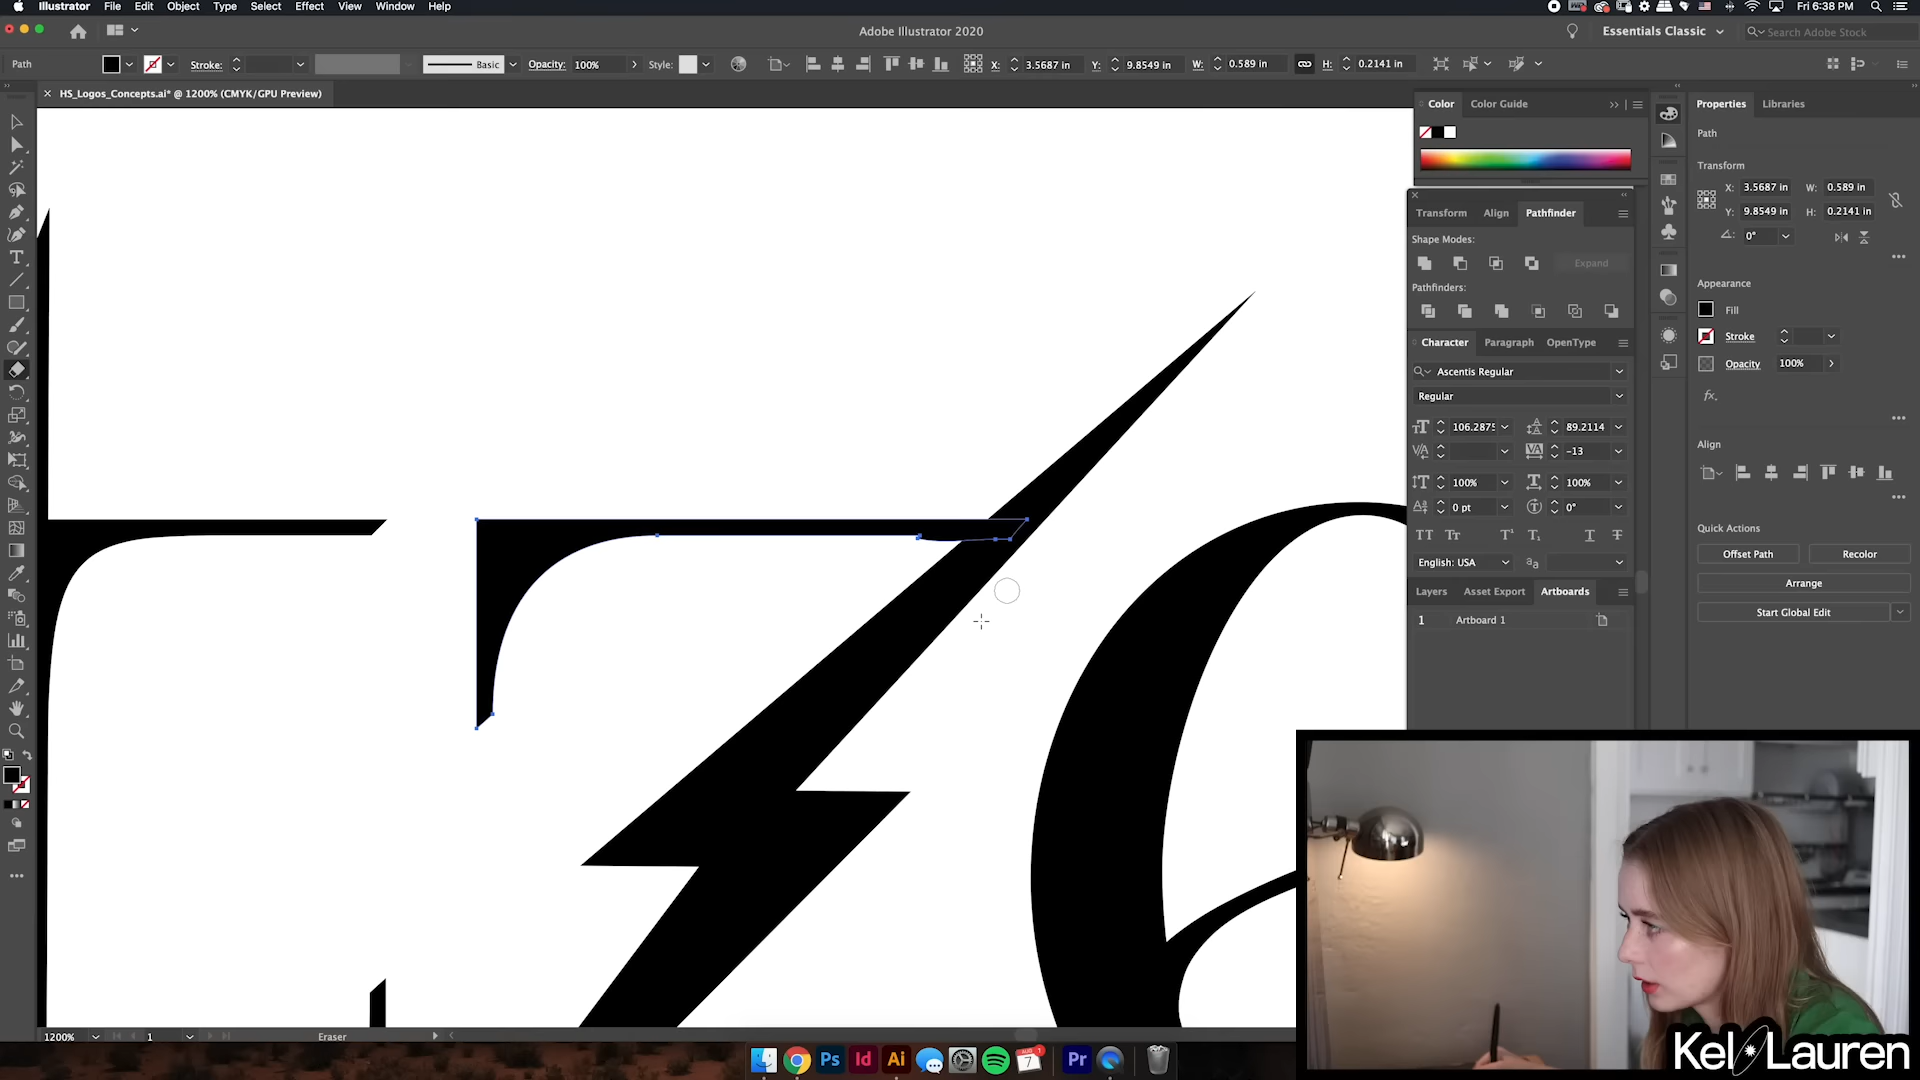 Illustrator File Edit Object Type Select Effect View Window Help
Fri 6:38 PM
Adobe Illustrator 2020
Essentials Classic
Search Adobe Stock
Path
Stroke:
Basic
Opacity: 100%
Style:
X: 3.5687 in
Y: 9.8549 in
W: 0.589 in
H: 0.2141 in
HS_Logos_Concepts.ai* @ 1200% (CMYK/GPU Preview)
Color Color Guide
Transform Align Pathfinder
Shape Modes:
Expand
Pathfinders:
Character Paragraph OpenType
Ascentis Regular
Regular
106.287
89.2114
-13
100% 100%
0 pt 0°
English: USA
Layers Asset Export Artboards
1 Artboard 1
Properties Libraries
Path
Transform
X: 3.5687 in W: 0.589 in
Y: 9.8549 in H: 0.2141 in
0°
Appearance
Fill
Stroke
Opacity 100%
fx.
Align
Quick Actions
Offset Path Recolor
Arrange
Start Global Edit
1200% 1 Eraser
Ps Id Ai 7 Pr
Kel Lauren